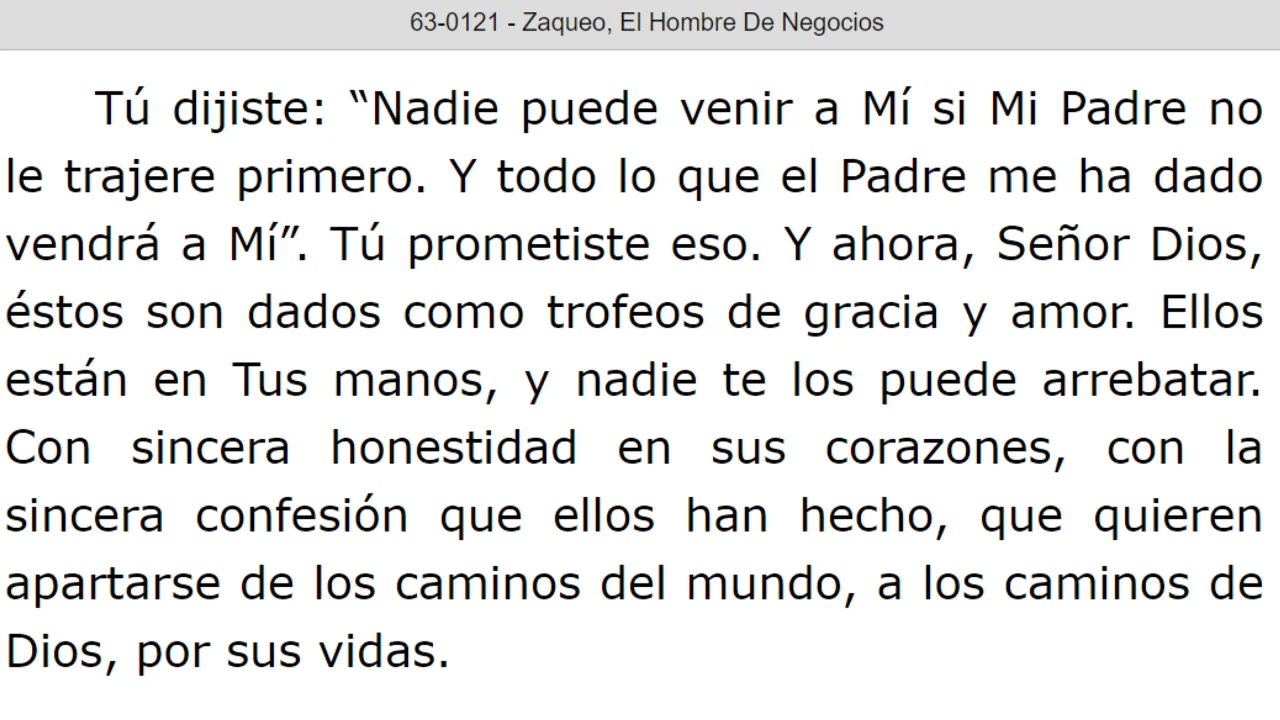 63-0121 - Zaqueo, El Hombre De Negocios
Tú dijiste: “Nadie puede venir a Mí si Mi Padre no
le trajere primero. Y todo lo que el Padre me ha dado
vendrá a Mí”. Tú prometiste eso. Y ahora, Señor Dios,
éstos son dados como trofeos de gracia y amor. Ellos
están en Tus manos, y nadie te los puede arrebatar.
Con sincera honestidad en sus corazones, con la
sincera confesión que ellos han hecho, que quieren
apartarse de los caminos del mundo, a los caminos de
Dios, por sus vidas.